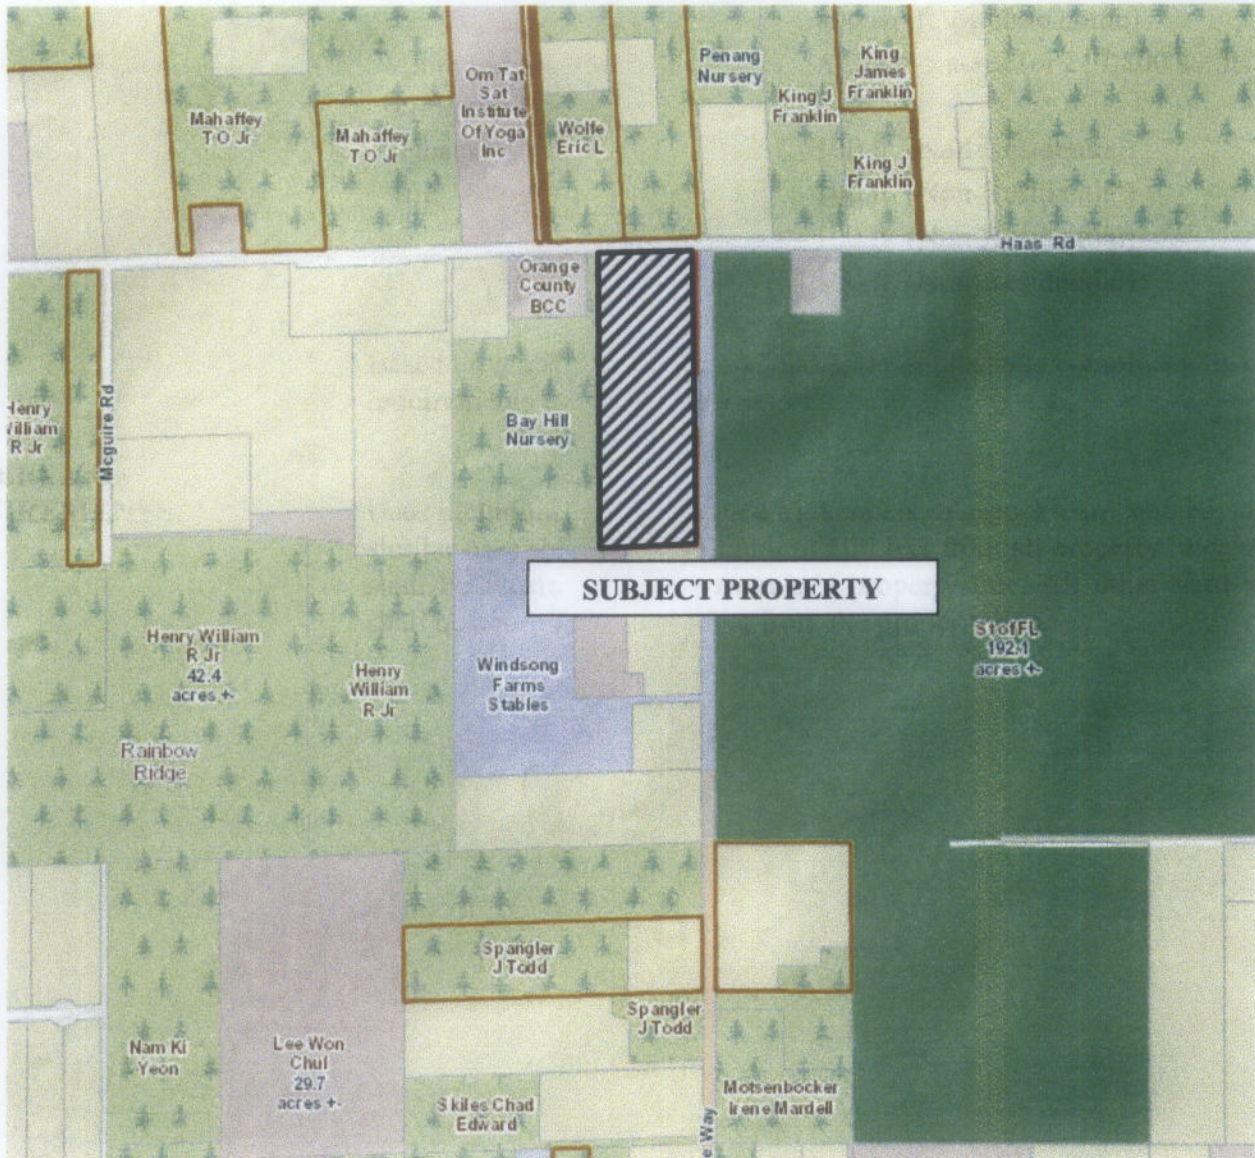 Mahaffey
T O Jr
Mahaffey
T O Jr
Om Tat
Sat
Institute
Of Yoga
Inc
Wolfe
Eric L
Penang
Nursery
King J
Franklin
King
James
Franklin
King J
Franklin
Haas Rd
Orange
County
BCC
Henry
William
R Jr
Mcguire Rd
Bay Hill
Nursery
SUBJECT PROPERTY
Henry William
R Jr
42.4
acres +-
Henry
William
R Jr
Windsong
Farms
Stables
St of FL
192.1
acres +-
Rainbow
Ridge
Spangler
J Todd
Spangler
J Todd
Nam Ki
Yeon
Lee Won
Chul
29.7
acres +-
Skiles Chad
Edward
Motsenbocker
Irene Mardell
e Way